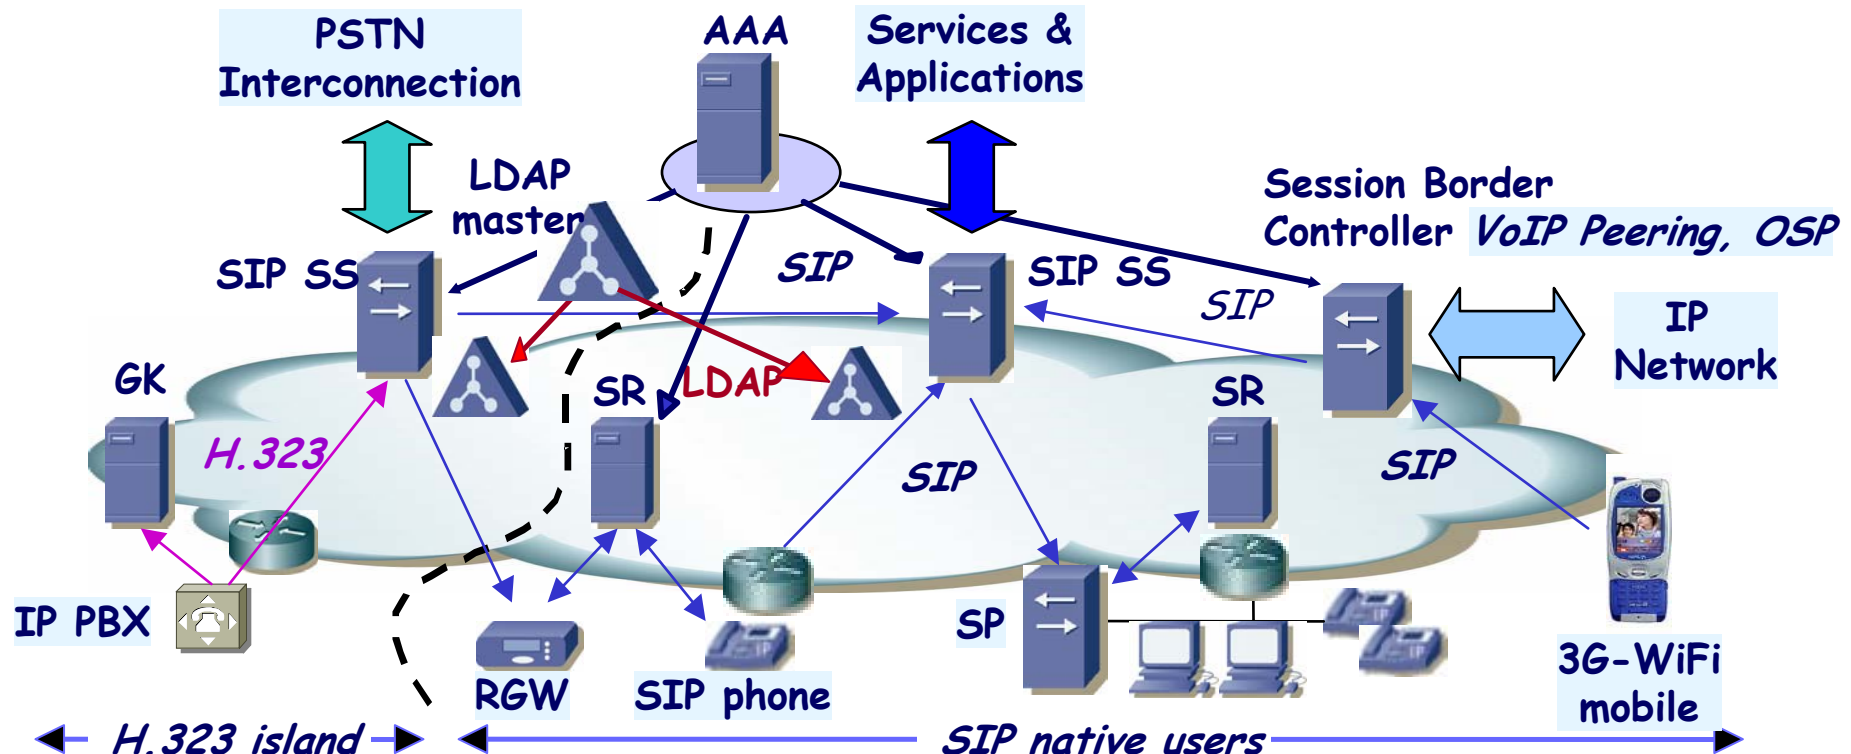 PSTN
Interconnection
AAA
Services &
Applications
LDAP
master
Session Border
Controller VoIP Peering, OSP
SIP SS
SIP
SIP SS
SIP
IP
Network
GK
SR
LDAP
SR
H.323
SIP
SIP
IP PBX
SP
RGW
SIP phone
3G-WiFi
mobile
H.323 island
SIP native users